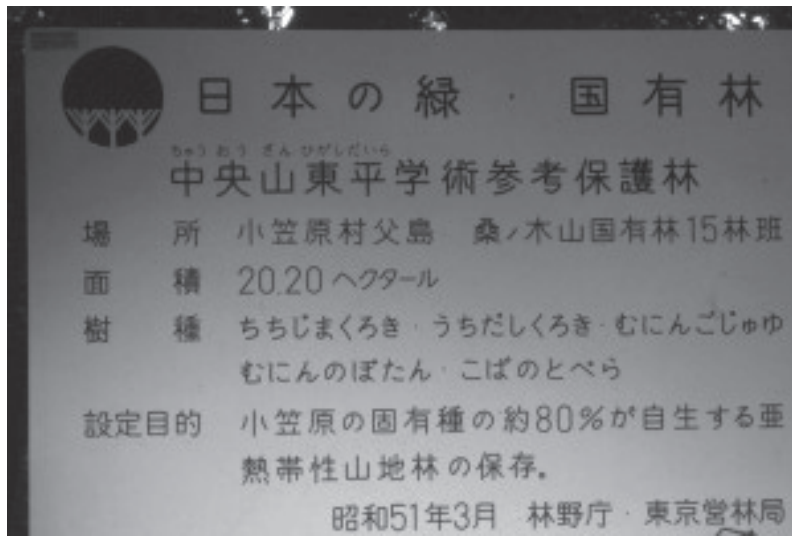 日本の緑・国有林
ちゅうおうざんひがしだいら
中央山東平学術参考保護林
場所 小笠原村父島 桑ノ木山国有林15林班
面積 20.20ヘクタール
樹種 ちちじまくろき・うちだしくろき・むにんごじゅゆ
むにんのぼたん・こばのとべら
設定目的 小笠原の固有種の約80%が自生する亜
熱帯性山地林の保存。
昭和51年3月 林野庁・東京営林局